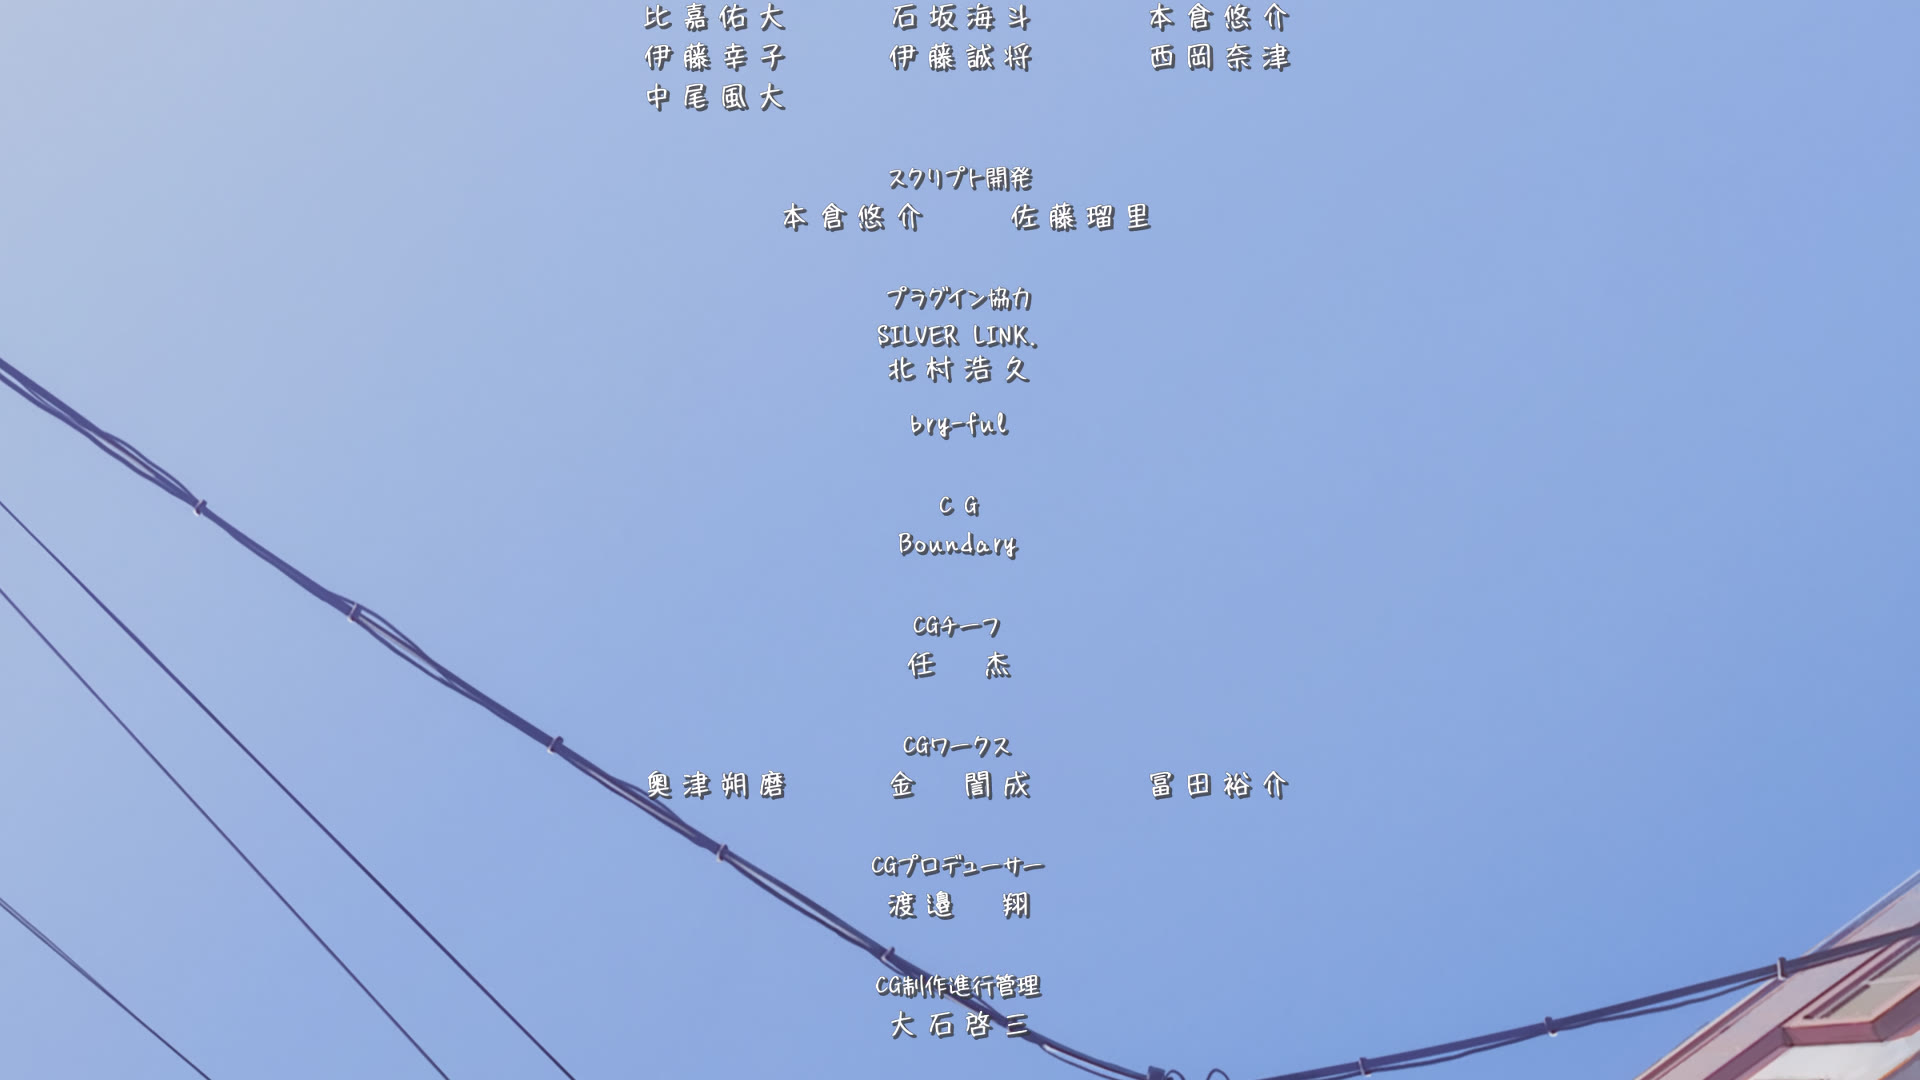 比嘉佑大 石坂海斗 本倉悠介
伊藤幸子 伊藤誠将 西岡奈津
中尾風大
スクリプト開発
本倉悠介 佐藤瑠里
プラグイン協力
SILVER LINK.
北村浩久
bry-ful
CG
Boundary
CGチーフ
任 杰
CGワークス
奥津朔磨 金 誾成 冨田裕介
CGプロデューサー
渡邉 翔
CG制作進行管理
大石啓三